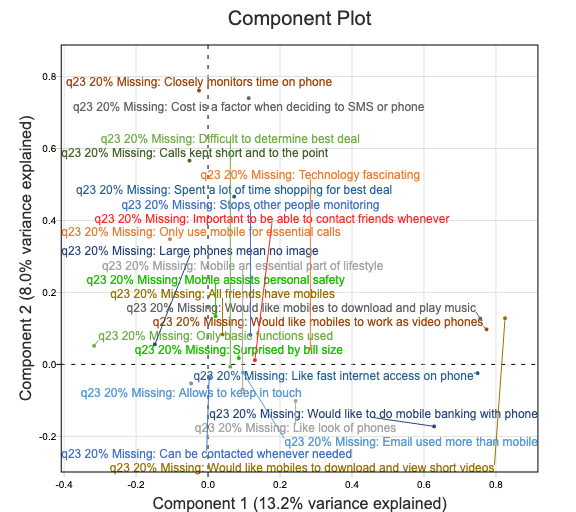 Component Plot
q23 20% Missing: Closely monitors time on phone
q23 20% Missing: Cost is a factor when deciding to SMS or phone
q23 20% Missing: Difficult to determine best deal
q23 20% Missing: Calls kept short and to the point
q23 20% Missing: Technology fascinating
q23 20% Missing: Spent a lot of time shopping for best deal
q23 20% Missing: Stops other people monitoring
q23 20% Missing: Important to be able to contact friends whenever
q23 20% Missing: Only use mobile for essential calls
q23 20% Missing: Large phones mean no image
q23 20% Missing: Mobile an essential part of lifestyle
q23 20% Missing: Mobile assists personal safety
q23 20% Missing: All friends have mobiles
q23 20% Missing: Would like mobiles to download and play music
q23 20% Missing: Would like mobiles to work as video phones
q23 20% Missing: Only basic functions used
q23 20% Missing: Surprised by bill size
q23 20% Missing: Like fast internet access on phone
q23 20% Missing: Allows to keep in touch
q23 20% Missing: Would like to do mobile banking with phone
q23 20% Missing: Like look of phones
q23 20% Missing: Email used more than mobile
q23 20% Missing: Can be contacted whenever needed
q23 20% Missing: Would like mobiles to download and view short videos
0.8
0.6
0.4
0.2
0.0
-0.2
-0.4
-0.2
0.0
0.2
0.4
0.6
0.8
Component 1 (13.2% variance explained)
Component 2 (8.0% variance explained)